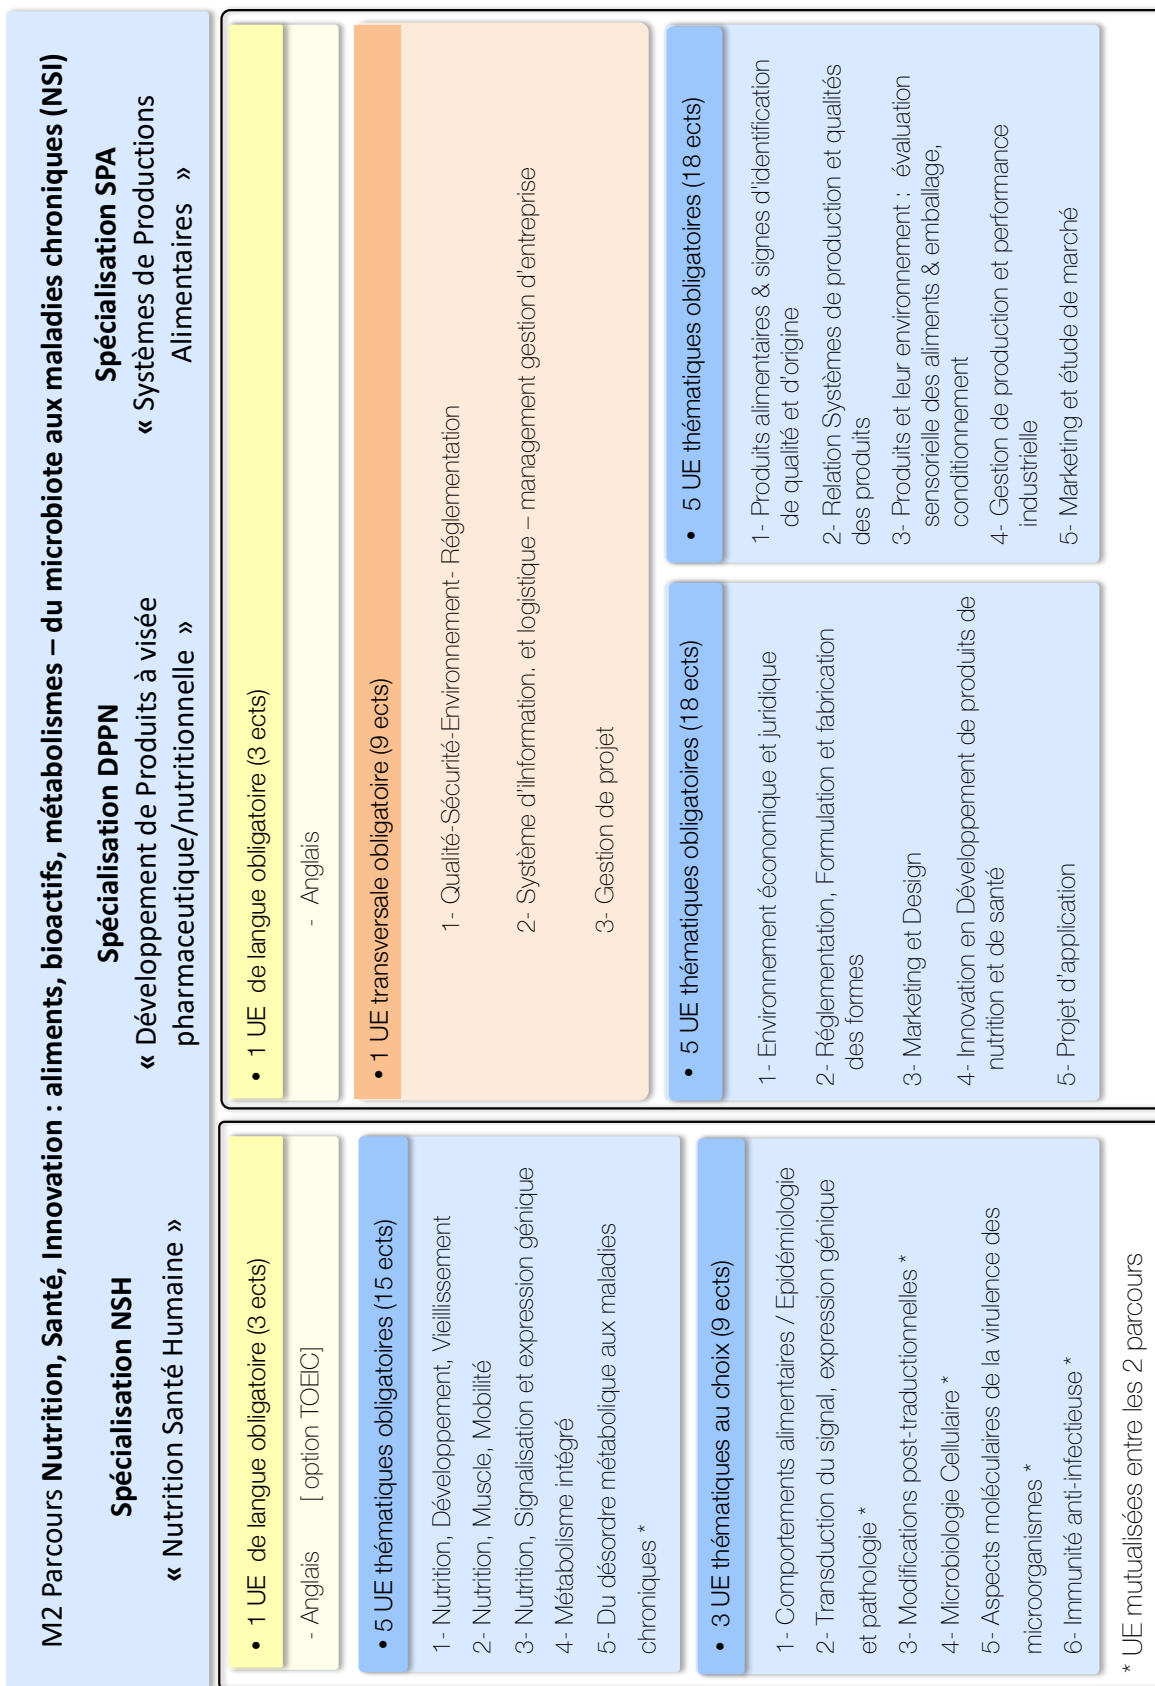 M2 Parcours Nutrition, Santé, Innovation : aliments, bioactifs, métabolismes – du microbiote aux maladies chroniques (NSI)
Spécialisation NSH
« Nutrition Santé Humaine »
Spécialisation DPPN
« Développement de Produits à visée
pharmaceutique/nutritionnelle »
Spécialisation SPA
« Systèmes de Productions
Alimentaires »
• 1 UE de langue obligatoire (3 ects)
- Anglais [ option TOEIC]
• 5 UE thématiques obligatoires (15 ects)
1- Nutrition, Développement, Vieillissement
2- Nutrition, Muscle, Mobilité
3- Nutrition, Signalisation et expression génique
4- Métabolisme intégré
5- Du désordre métabolique aux maladies
chroniques *
• 3 UE thématiques au choix (9 ects)
1- Comportements alimentaires / Epidémiologie
2- Transduction du signal, expression génique
et pathologie *
3- Modifications post-traductionnelles *
4- Microbiologie Cellulaire *
5- Aspects moléculaires de la virulence des
microorganismes *
6- Immunité anti-infectieuse *
* UE mutualisées entre les 2 parcours
• 1 UE de langue obligatoire (3 ects)
- Anglais
• 1 UE transversale obligatoire (9 ects)
1- Qualité-Sécurité-Environnement- Réglementation
2- Système d'iInformation. et logistique – management gestion d'entreprise
3- Gestion de projet
• 5 UE thématiques obligatoires (18 ects)
1- Environnement économique et juridique
2- Réglementation, Formulation et fabrication
des formes
3- Marketing et Design
4- Innovation en Développement de produits de
nutrition et de santé
5- Projet d'application
• 5 UE thématiques obligatoires (18 ects)
1- Produits alimentaires & signes d'identification
de qualité et d'origine
2- Relation Systèmes de production et qualités
des produits
3- Produits et leur environnement : évaluation
sensorielle des aliments & emballage,
conditionnement
4- Gestion de production et performance
industrielle
5- Marketing et étude de marché